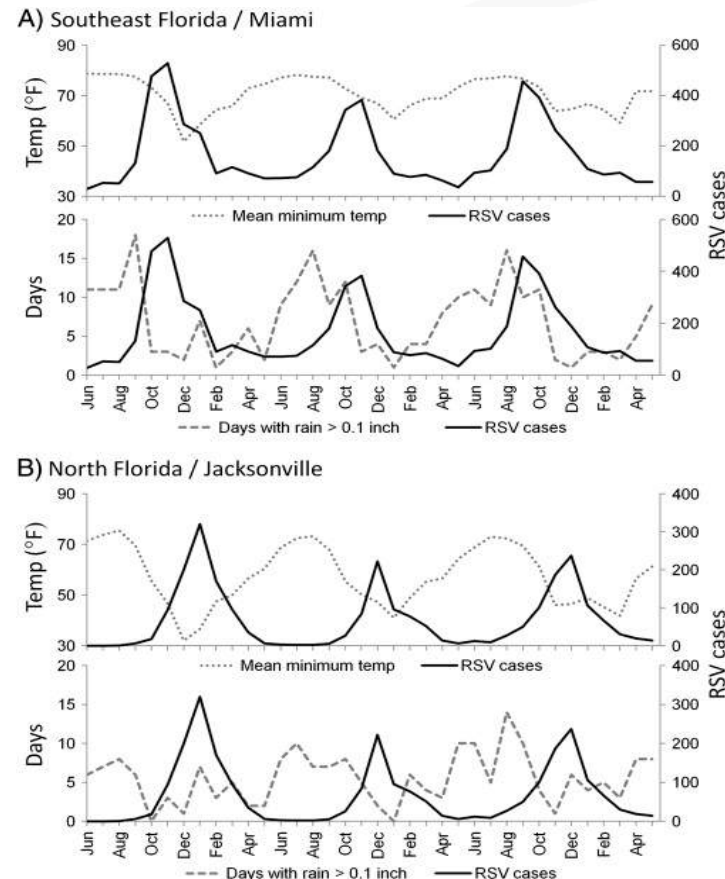 A) Southeast Florida / Miami
90
70
50
30
Temp (°F)
600
400
200
0
Mean minimum temp RSV cases
RSV cases
20
15
10
5
0
Days
600
400
200
0
Jun Aug Oct Dec Feb Apr Jun Aug Oct Dec Feb Apr Jun Aug Oct Dec Feb Apr
Days with rain > 0.1 inch RSV cases
B) North Florida / Jacksonville
90
70
50
30
Temp (°F)
400
300
200
100
0
Mean minimum temp RSV cases
RSV cases
20
15
10
5
0
Days
400
300
200
100
0
Jun Aug Oct Dec Feb Apr Jun Aug Oct Dec Feb Apr Jun Aug Oct Dec Feb Apr
Days with rain > 0.1 inch RSV cases